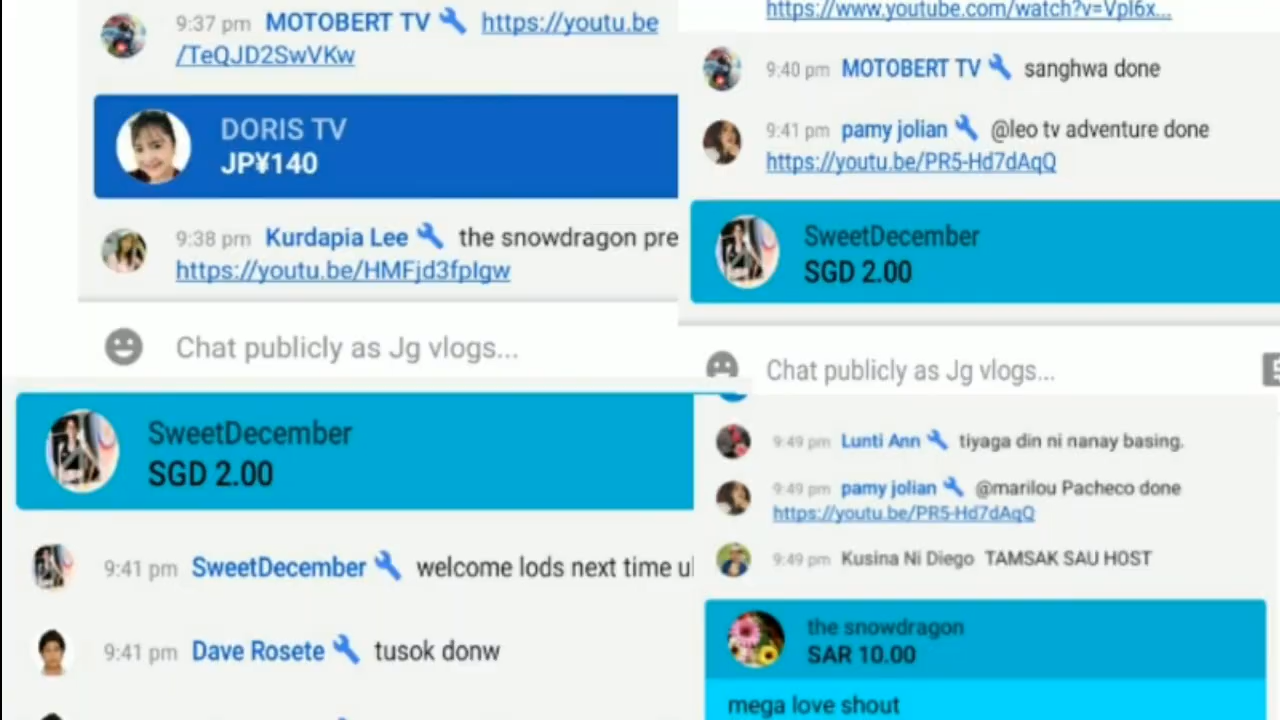 9:37 pm MOTOBERT TV https://youtu.be
/TeQJD2SwVKw
DORIS TV
JP¥140
9:38 pm Kurdapia Lee the snowdragon pre
https://youtu.be/HMFjd3fpIgw
Chat publicly as Jg vlogs...
https://www.youtube.com/watch?v=VpI6x...
9:40 pm MOTOBERT TV sanghwa done
9:41 pm pamy jolian @leo tv adventure done
https://youtu.be/PR5-Hd7dAqQ
SweetDecember
SGD 2.00
Chat publicly as Jg vlogs...
SweetDecember
SGD 2.00
9:41 pm SweetDecember welcome lods next time ul
9:41 pm Dave Rosete tusok donw
9:49 pm Lunti Ann tiyaga din ni nanay basing.
9:49 pm pamy jolian @marilou Pacheco done
https://youtu.be/PR5-Hd7dAqQ
9:49 pm Kusina Ni Diego TAMSAK SAU HOST
the snowdragon
SAR 10.00
mega love shout